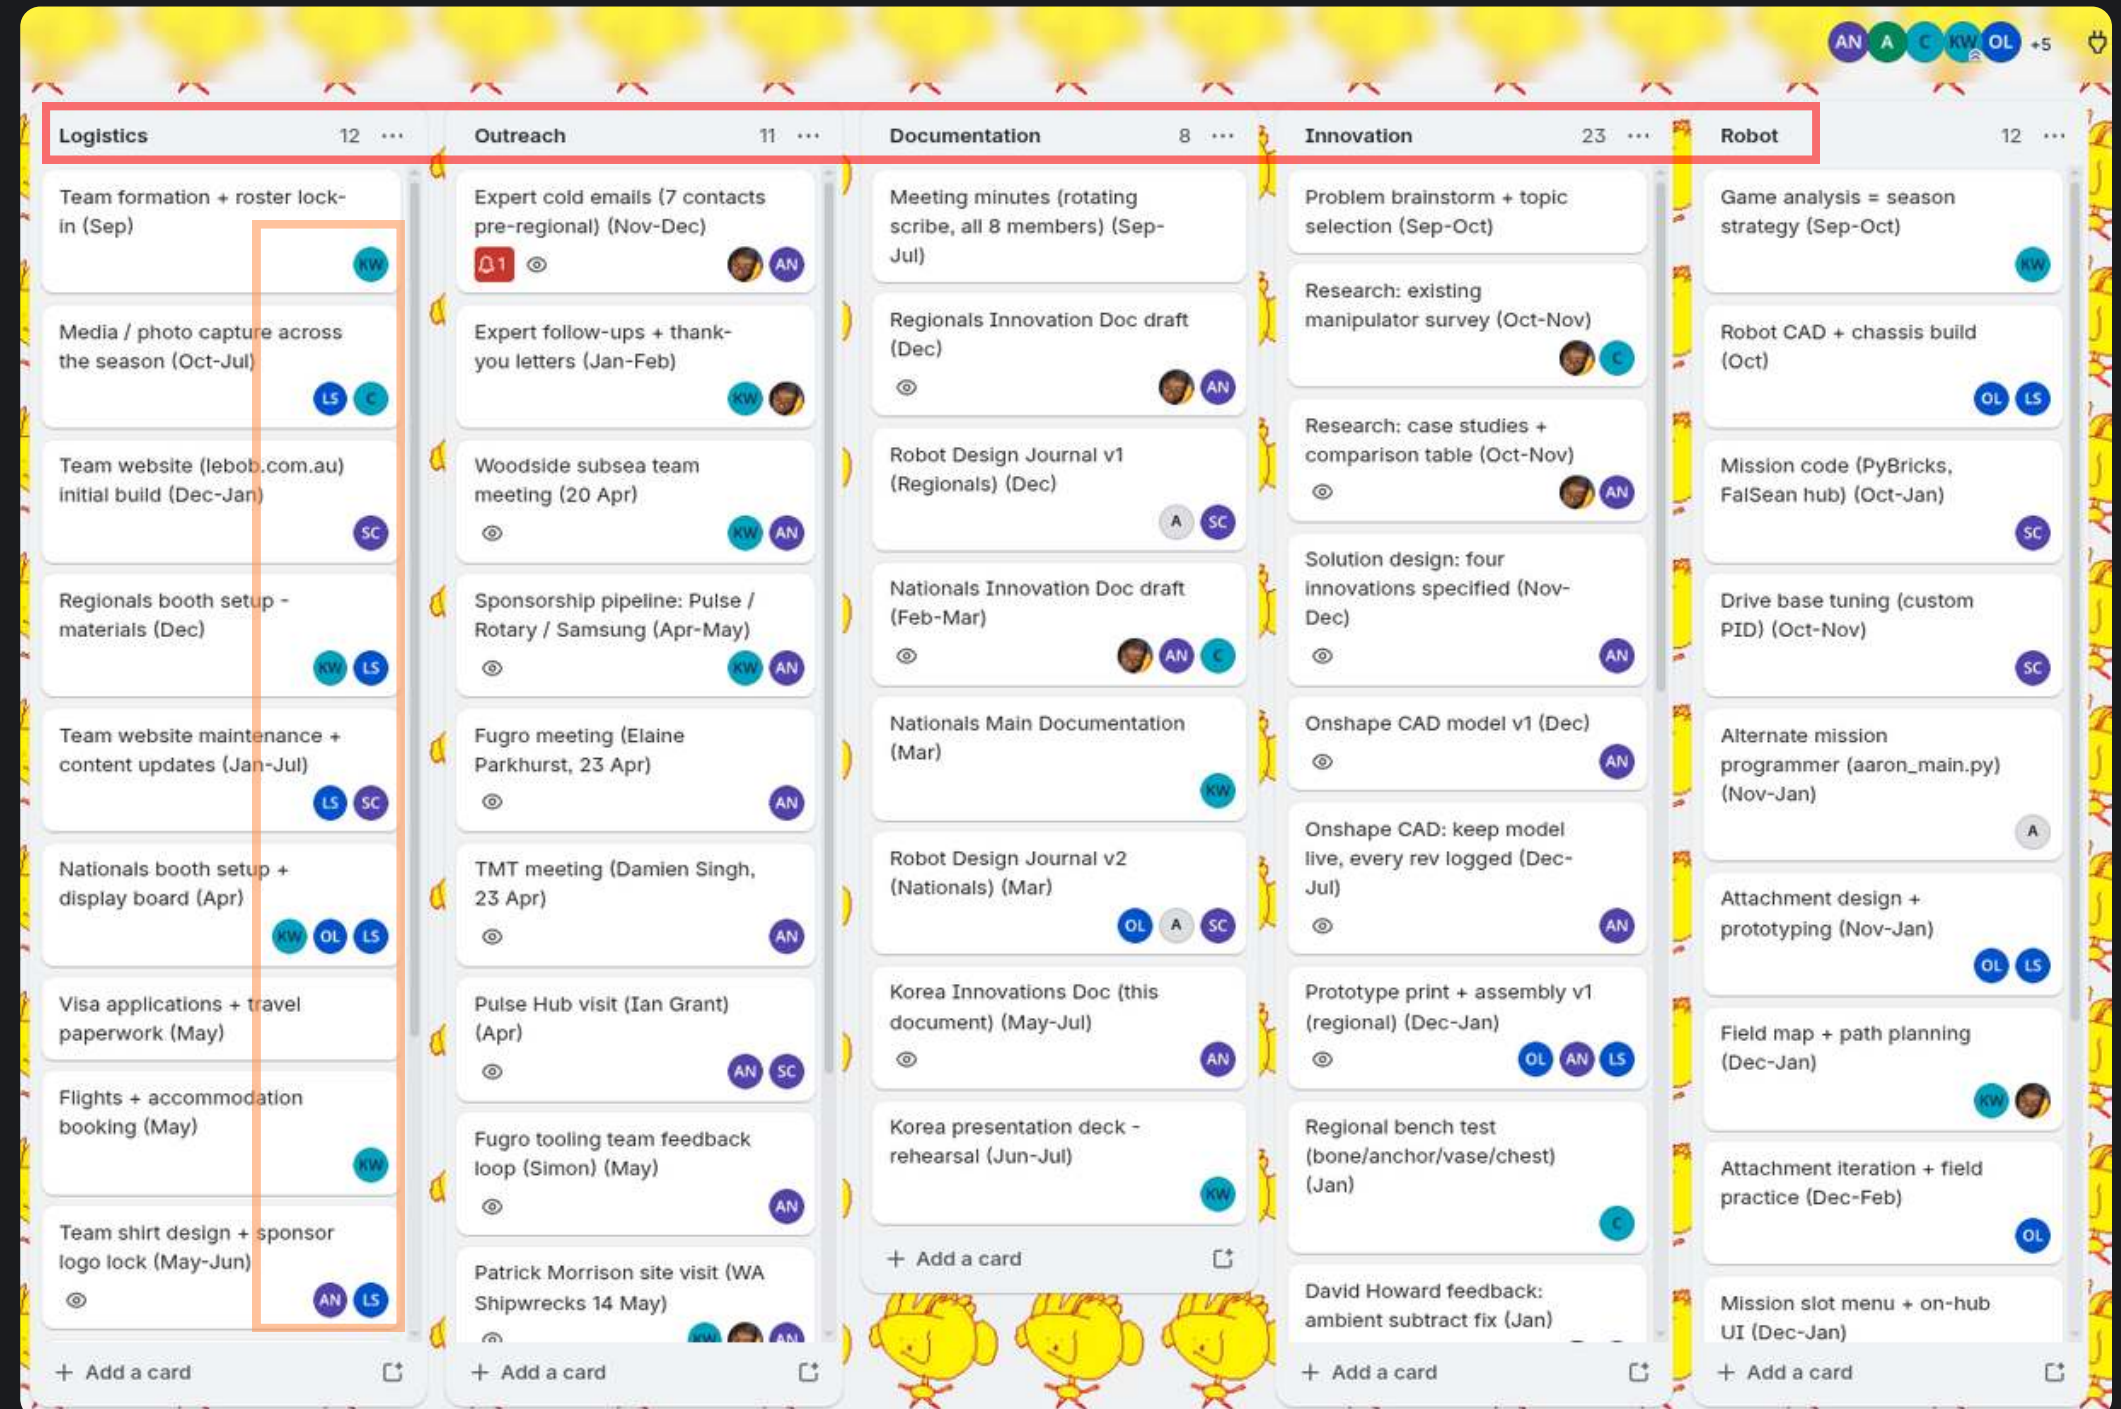 AN A C KW OL +5
Logistics 12
Team formation + roster lock-
in (Sep)
KW
Media / photo capture across
the season (Oct-Jul)
LS C
Team website (lebob.com.au)
initial build (Dec-Jan)
SC
Regionals booth setup -
materials (Dec)
KW LS
Team website maintenance +
content updates (Jan-Jul)
LS SC
Nationals booth setup +
display board (Apr)
KW OL LS
Visa applications + travel
paperwork (May)
Flights + accommodation
booking (May)
KW
Team shirt design + sponsor
logo lock (May-Jun)
AN LS
+ Add a card
Outreach 11
Expert cold emails (7 contacts
pre-regional) (Nov-Dec)
1 AN
Expert follow-ups + thank-
you letters (Jan-Feb)
KW
Woodside subsea team
meeting (20 Apr)
KW AN
Sponsorship pipeline: Pulse /
Rotary / Samsung (Apr-May)
KW AN
Fugro meeting (Elaine
Parkhurst, 23 Apr)
AN
TMT meeting (Damien Singh,
23 Apr)
AN
Pulse Hub visit (Ian Grant)
(Apr)
AN SC
Fugro tooling team feedback
loop (Simon) (May)
AN
Patrick Morrison site visit (WA
Shipwrecks 14 May)
KW AN
+ Add a card
Documentation 8
Meeting minutes (rotating
scribe, all 8 members) (Sep-
Jul)
Regionals Innovation Doc draft
(Dec)
AN
Robot Design Journal v1
(Regionals) (Dec)
A SC
Nationals Innovation Doc draft
(Feb-Mar)
AN C
Nationals Main Documentation
(Mar)
KW
Robot Design Journal v2
(Nationals) (Mar)
OL A SC
Korea Innovations Doc (this
document) (May-Jul)
AN
Korea presentation deck -
rehearsal (Jun-Jul)
KW
+ Add a card
Innovation 23
Problem brainstorm + topic
selection (Sep-Oct)
Research: existing
manipulator survey (Oct-Nov)
C
Research: case studies +
comparison table (Oct-Nov)
AN
Solution design: four
innovations specified (Nov-
Dec)
AN
Onshape CAD model v1 (Dec)
AN
Onshape CAD: keep model
live, every rev logged (Dec-
Jul)
AN
Prototype print + assembly v1
(regional) (Dec-Jan)
OL AN LS
Regional bench test
(bone/anchor/vase/chest)
(Jan)
C
David Howard feedback:
ambient subtract fix (Jan)
+ Add a card
Robot 12
Game analysis = season
strategy (Sep-Oct)
KW
Robot CAD + chassis build
(Oct)
OL LS
Mission code (PyBricks,
FalSean hub) (Oct-Jan)
SC
Drive base tuning (custom
PID) (Oct-Nov)
SC
Alternate mission
programmer (aaron_main.py)
(Nov-Jan)
A
Attachment design +
prototyping (Nov-Jan)
OL LS
Field map + path planning
(Dec-Jan)
KW
Attachment iteration + field
practice (Dec-Feb)
OL
Mission slot menu + on-hub
UI (Dec-Jan)
+ Add a card